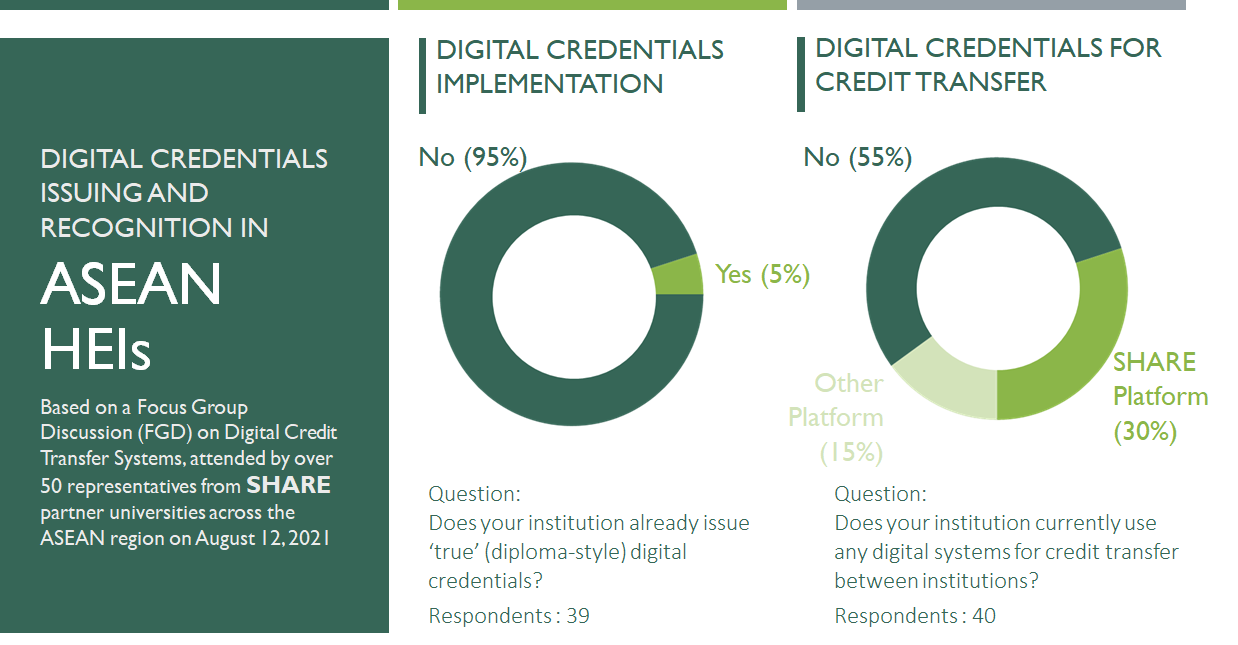 DIGITAL CREDENTIALS
ISSUING AND
RECOGNITION IN
ASEAN
HEIs
Based on a Focus Group
Discussion (FGD) on Digital Credit
Transfer Systems, attended by over
50 representatives from SHARE
partner universities across the
ASEAN region on August 12, 2021
DIGITAL CREDENTIALS
IMPLEMENTATION
No (95%)
Yes (5%)
Question:
Does your institution already issue
‘true’ (diploma-style) digital
credentials?
Respondents : 39
DIGITAL CREDENTIALS FOR
CREDIT TRANSFER
No (55%)
SHARE
Platform
(30%)
Other
Platform
(15%)
Question:
Does your institution currently use
any digital systems for credit transfer
between institutions?
Respondents : 40